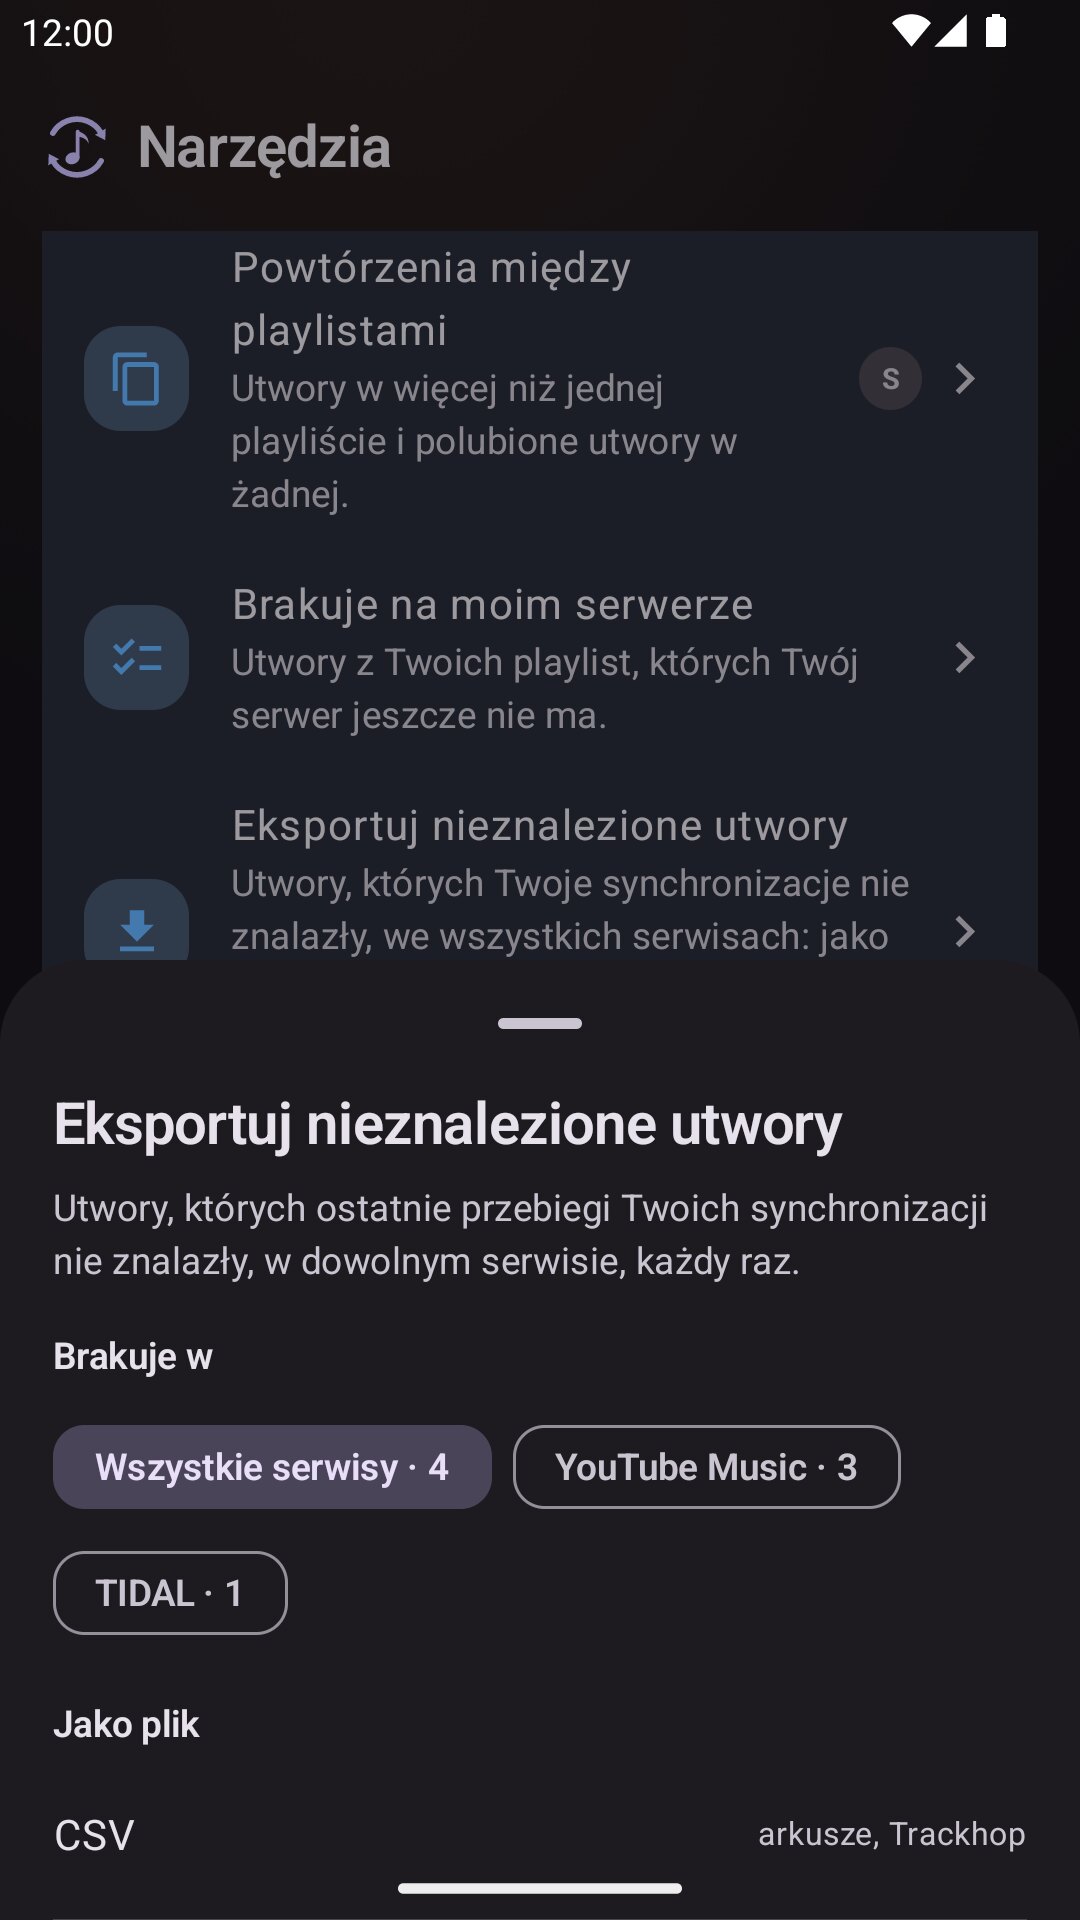 12:00
Narzędzia
Powtórzenia między
playlistami
Utwory w więcej niż jednej
playliście i polubione utwory w
żadnej.
S
Brakuje na moim serwerze
Utwory z Twoich playlist, których Twój
serwer jeszcze nie ma.
Eksportuj nieznalezione utwory
Utwory, których Twoje synchronizacje nie
znalazły, we wszystkich serwisach: jako
Eksportuj nieznalezione utwory
Utwory, których ostatnie przebiegi Twoich synchronizacji
nie znalazły, w dowolnym serwisie, każdy raz.
Brakuje w
Wszystkie serwisy · 4
YouTube Music · 3
TIDAL · 1
Jako plik
CSV
arkusze, Trackhop